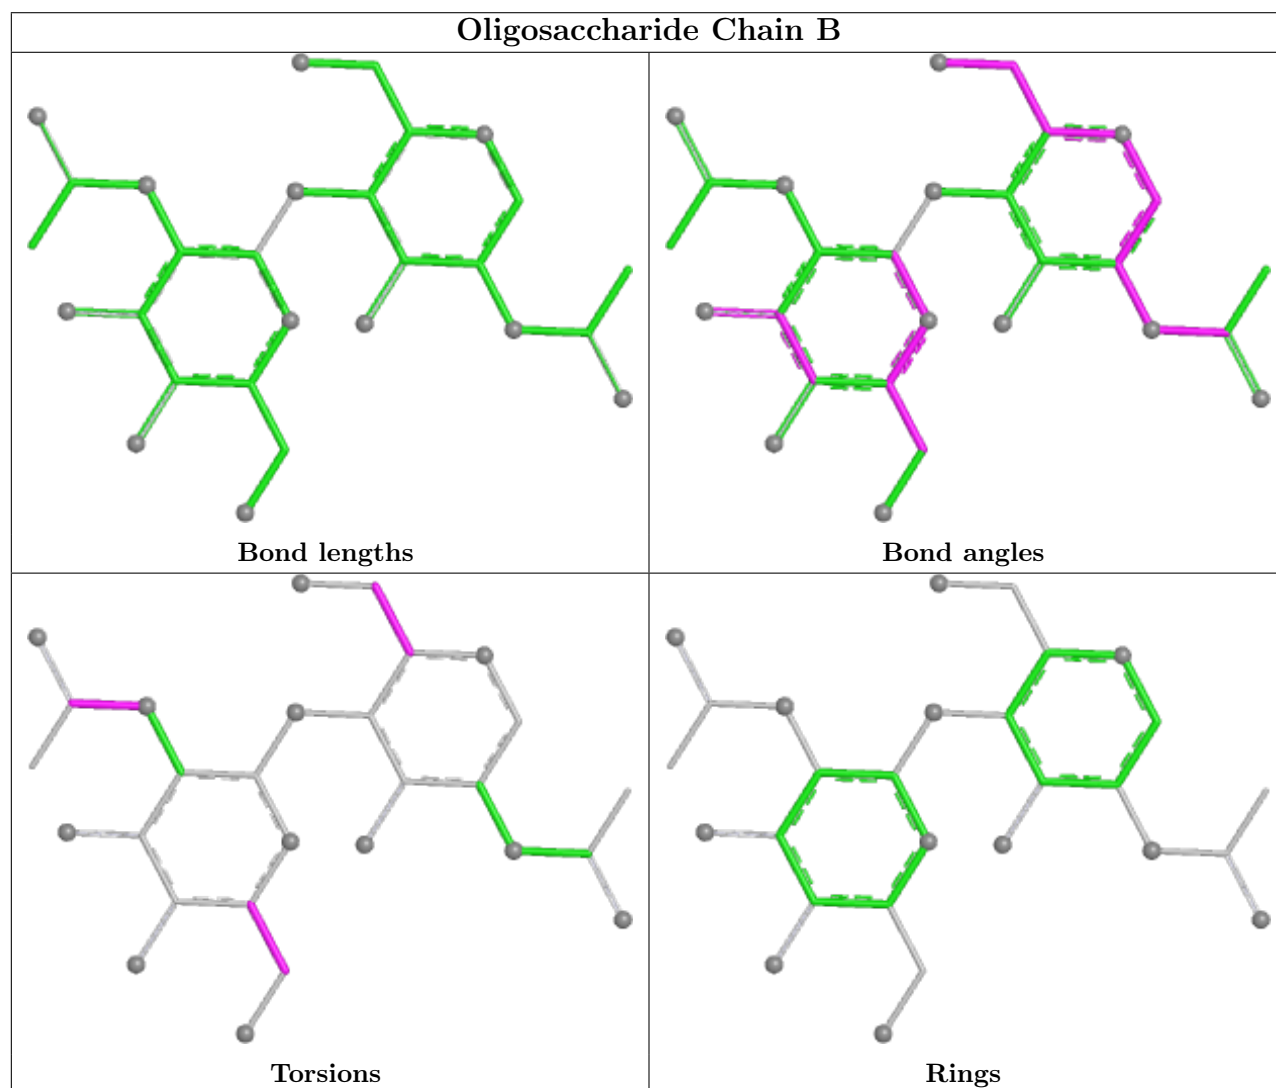 Oligosaccharide Chain B
Bond lengths
Bond angles
Torsions
Rings